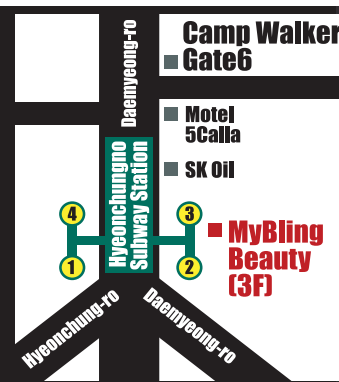 Camp Walker
Gate6
Daemyeong-ro
Motel
5Calla
SK Oil
Hyeonchungno
Subway Station
4
3
1
2
MyBling
Beauty
(3F)
Hyeonchung-ro
Daemyeong-ro